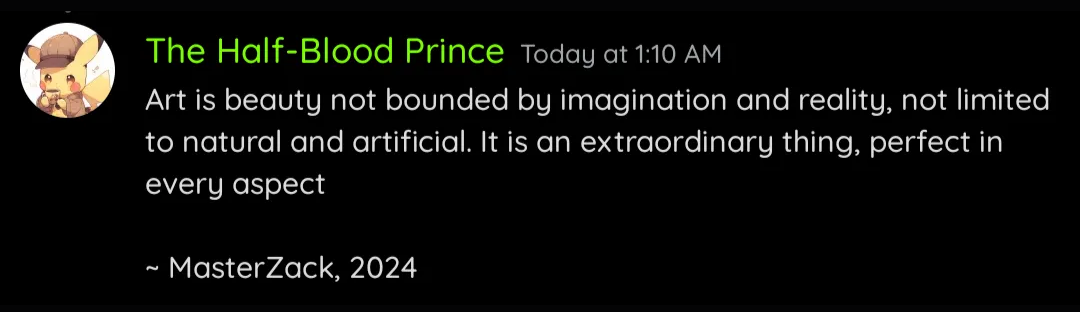 The Half-Blood Prince Today at 1:10 AM
Art is beauty not bounded by imagination and reality, not limited
to natural and artificial. It is an extraordinary thing, perfect in
every aspect
~ MasterZack, 2024